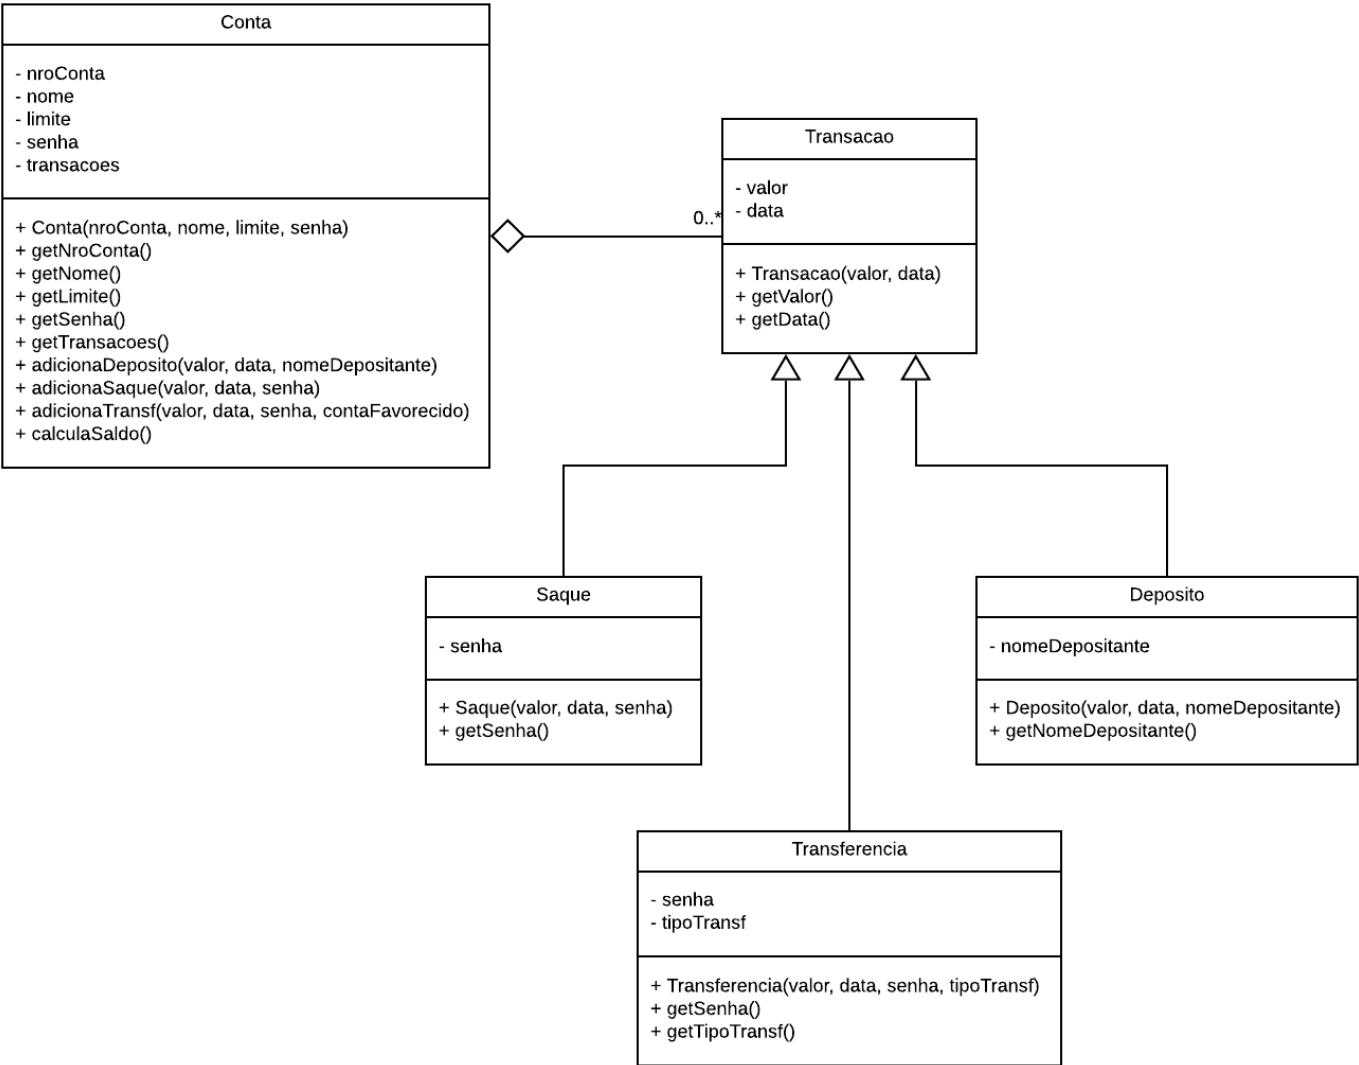 Conta
- nroConta
- nome
- limite
- senha
- transacoes
+ Conta(nroConta, nome, limite, senha)
+ getNroConta()
+ getNome()
+ getLimite()
+ getSenha()
+ getTransacoes()
+ adicionaDeposito(valor, data, nomeDepositante)
+ adicionaSaque(valor, data, senha)
+ adicionaTransf(valor, data, senha, contaFavorecido)
+ calculaSaldo()
0..*
Transacao
- valor
- data
+ Transacao(valor, data)
+ getValor()
+ getData()
Saque
- senha
+ Saque(valor, data, senha)
+ getSenha()
Deposito
- nomeDepositante
+ Deposito(valor, data, nomeDepositante)
+ getNomeDepositante()
Transferencia
- senha
- tipoTransf
+ Transferencia(valor, data, senha, tipoTransf)
+ getSenha()
+ getTipoTransf()